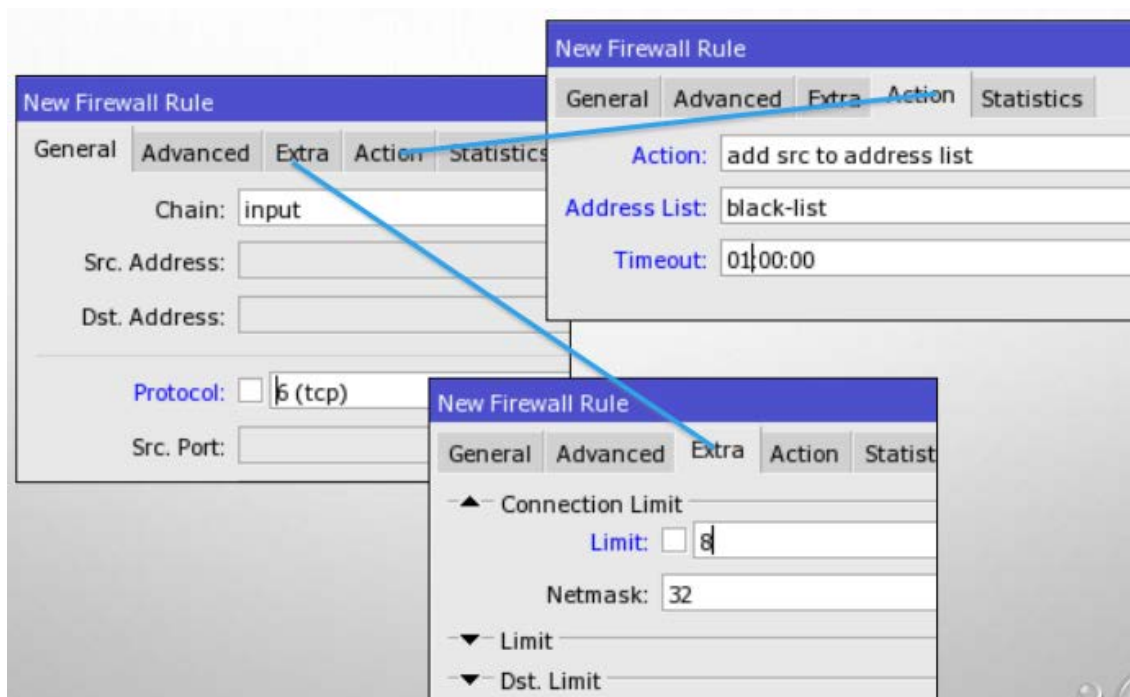 New Firewall Rule
General Advanced Extra Action Statistics
Chain: input
Src. Address:
Dst. Address:
Protocol: 6 (tcp)
Src. Port:
New Firewall Rule
General Advanced Extra Action Statistics
Action: add src to address list
Address List: black-list
Timeout: 01:00:00
New Firewall Rule
General Advanced Extra Action Statist
Connection Limit
Limit: 8
Netmask: 32
Limit
Dst. Limit